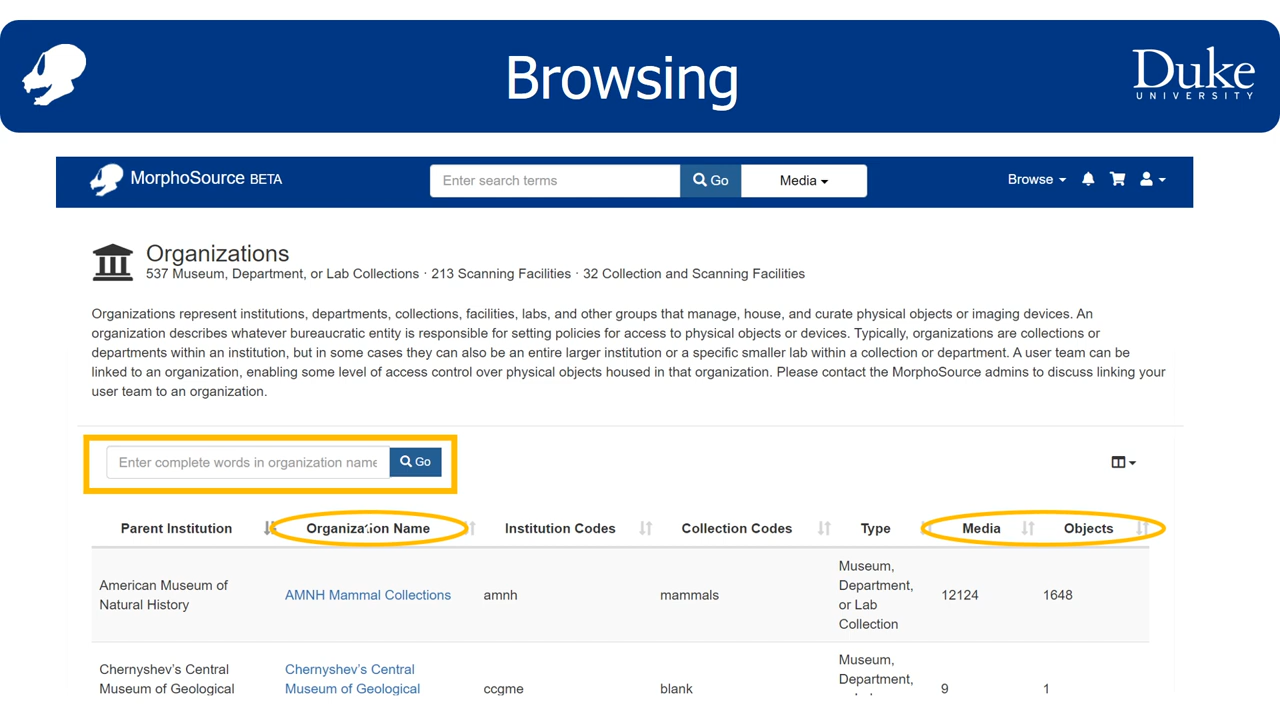 Browsing
Duke
UNIVERSITY
MorphoSource BETA
Enter search terms
Go
Media
Browse
Organizations
537 Museum, Department, or Lab Collections · 213 Scanning Facilities · 32 Collection and Scanning Facilities
Organizations represent institutions, departments, collections, facilities, labs, and other groups that manage, house, and curate physical objects or imaging devices. An
organization describes whatever bureaucratic entity is responsible for setting policies for access to physical objects or devices. Typically, organizations are collections or
departments within an institution, but in some cases they can also be an entire larger institution or a specific smaller lab within a collection or department. A user team can be
linked to an organization, enabling some level of access control over physical objects housed in that organization. Please contact the MorphoSource admins to discuss linking your
user team to an organization.
Enter complete words in organization name
Go
Parent Institution Organization Name Institution Codes Collection Codes Type Media Objects
American Museum of
Natural History
AMNH Mammal Collections
amnh
mammals
Museum,
Department,
or Lab
Collection
12124
1648
Chernyshev's Central
Museum of Geological
Chernyshev's Central
Museum of Geological
ccgme
blank
Museum,
Department,
9
1